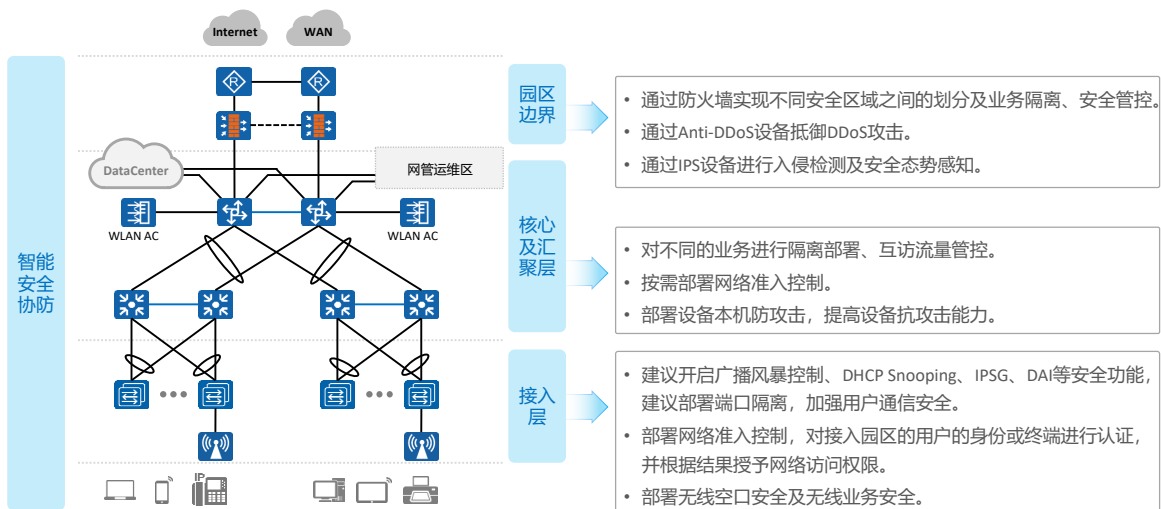 Internet
WAN
智能
安全
协防
园区
边界
• 通过防火墙实现不同安全区域之间的划分及业务隔离、安全管控。
• 通过Anti-DDoS设备抵御DDoS攻击。
• 通过IPS设备进行入侵检测及安全态势感知。
R
R
DataCenter
网管运维区
WLAN AC
WLAN AC
核心
及汇
聚层
• 对不同的业务进行隔离部署、互访流量管控。
• 按需部署网络准入控制。
• 部署设备本机防攻击，提高设备抗攻击能力。
接入
层
• 建议开启广播风暴控制、DHCP Snooping、IPSG、DAI等安全功能，
建议部署端口隔离，加强用户通信安全。
• 部署网络准入控制，对接入园区的用户的身份或终端进行认证，
并根据结果授予网络访问权限。
• 部署无线空口安全及无线业务安全。
IP